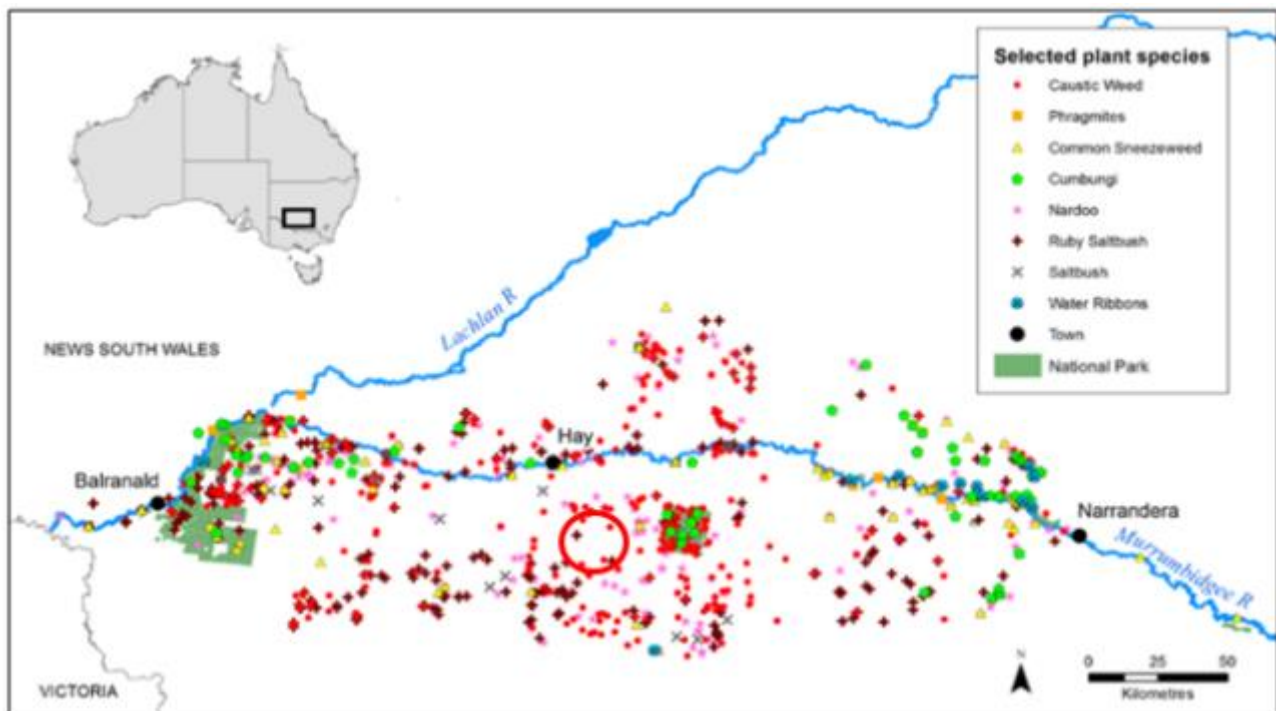 Selected plant species
Caustic Weed
Phragmites
Common Sneezeweed
Cumbungi
Nardoo
Ruby Saltbush
Saltbush
Water Ribbons
Town
National Park
Lachlan R
NEWS SOUTH WALES
Hay
Balranald
Narrandera
Murrumbidgee R
N
0 25 50
Kilometres
VICTORIA